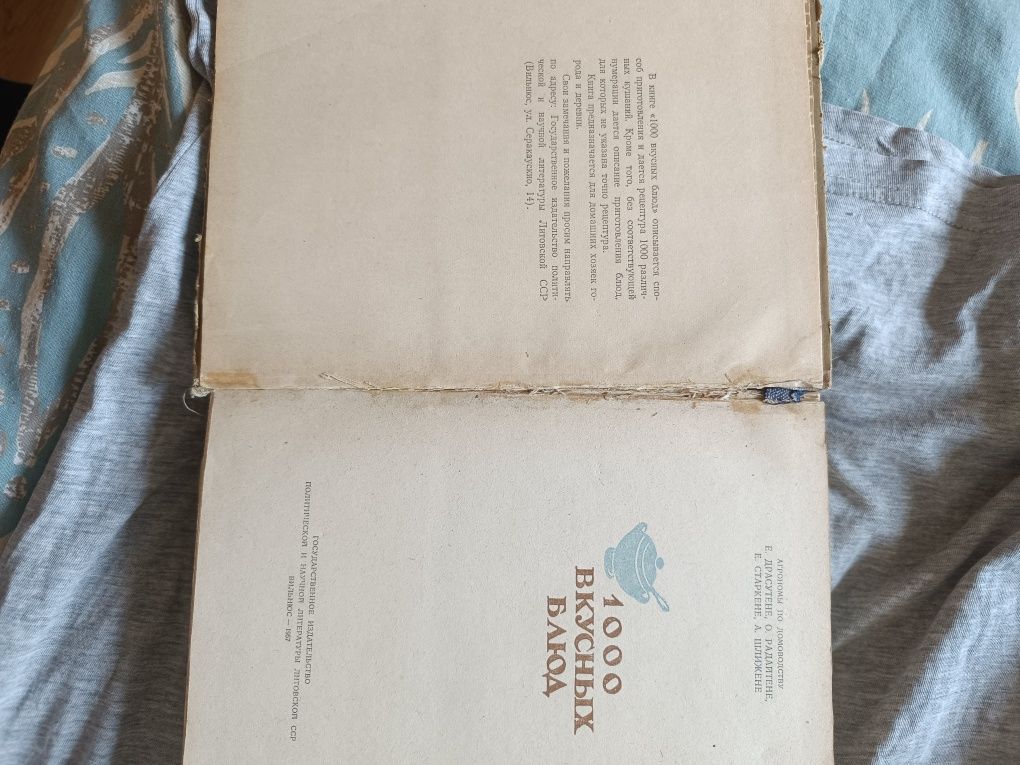 В книге «1000 вкусных блюд» описывается спо-
соб приготовления и дается рецептура 1000 различ-
ных кушаний. Кроме того, без соответствующей
нумерации дается описание приготовления блюд,
для которых не указана точно рецептура.
Книга предназначается для домашних хозяек го-
рода и деревни.
Свои замечания и пожелания просим направлять
по адресу: Государственное издательство полити-
ческой и научной литературы Литовской ССР
(Вильнюс, ул. Серакаускио, 14).
АГРОНОМЫ ПО ДОМОВОДСТВУ
Е. ДРАСУТЕНЕ, О. РАДАЙТЕНЕ,
Е. СТАРКЕНЕ, А. ШЛИЖЕНЕ
1000
ВКУСНЫХ
БЛЮД
ГОСУДАРСТВЕННОЕ ИЗДАТЕЛЬСТВО
ПОЛИТИЧЕСКОЙ И НАУЧНОЙ ЛИТЕРАТУРЫ ЛИТОВСКОЙ ССР
ВИЛЬНЮС — 1957